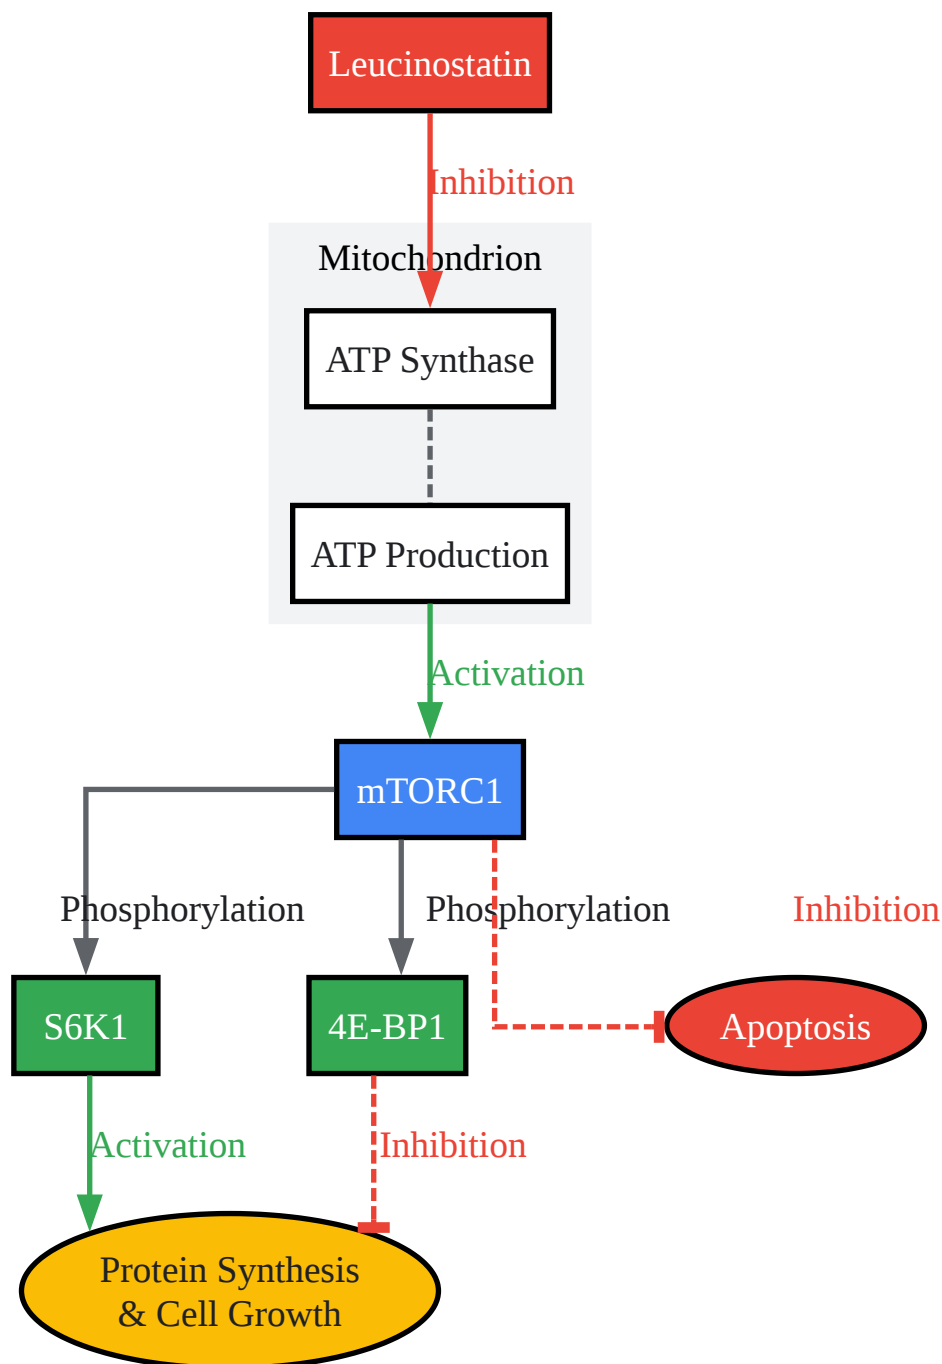 Leucinostatin
Inhibition
Mitochondrion
ATP Synthase
ATP Production
Activation
mTORC1
Phosphorylation
Phosphorylation
Inhibition
S6K1
4E-BP1
Apoptosis
Activation
Inhibition
Protein Synthesis
& Cell Growth